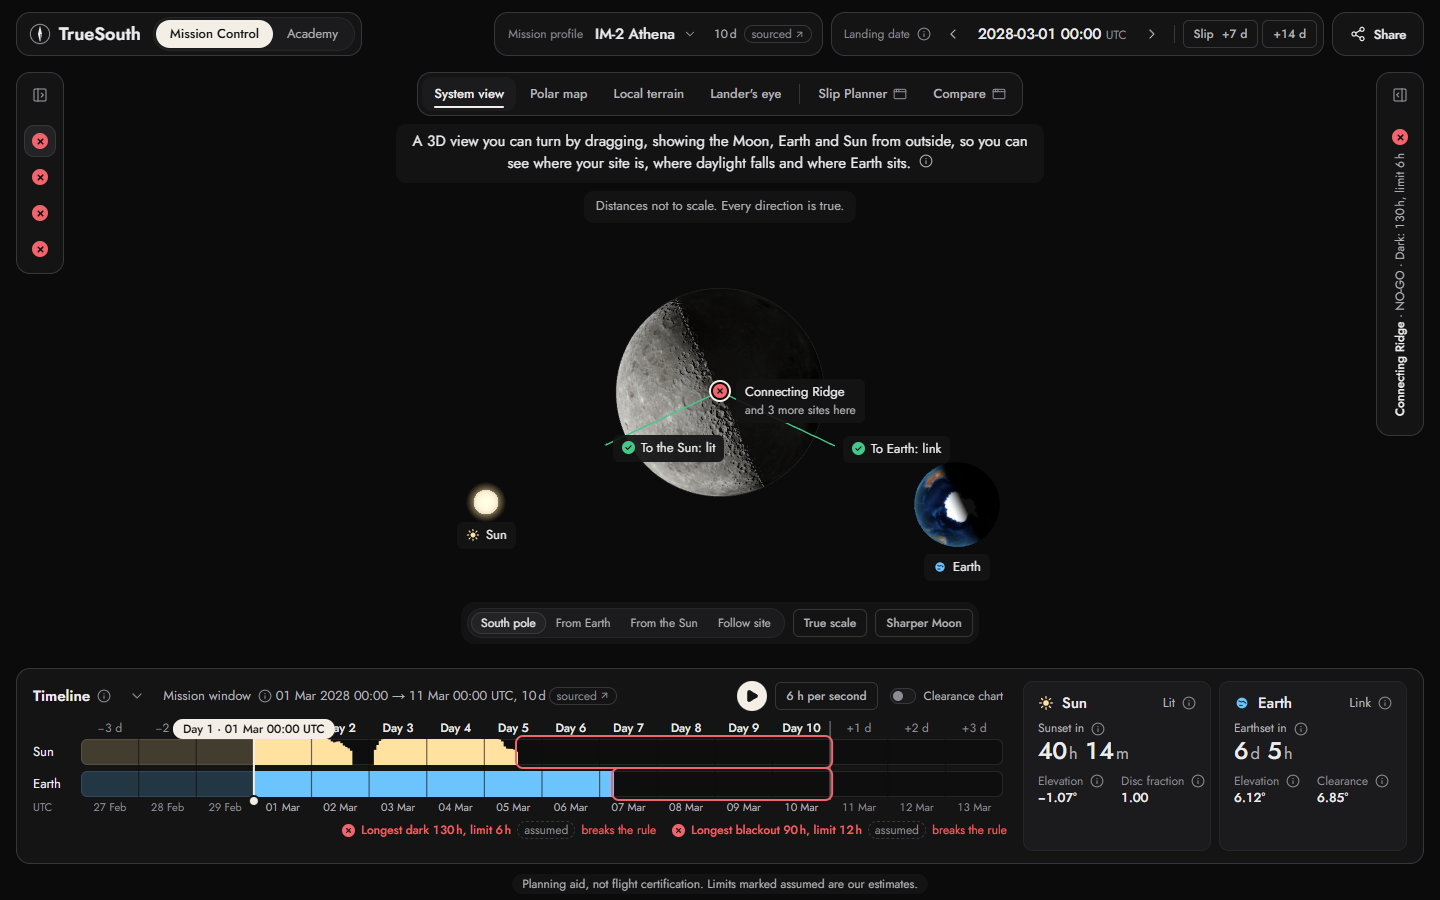 TrueSouth
Mission Control
Academy
Mission profile
IM-2 Athena
10 d
sourced ↗
Landing date
2028-03-01 00:00 UTC
Slip +7 d
+14 d
Share
System view
Polar map
Local terrain
Lander's eye
Slip Planner
Compare
A 3D view you can turn by dragging, showing the Moon, Earth and Sun from outside, so you can
see where your site is, where daylight falls and where Earth sits.
Distances not to scale. Every direction is true.
Connecting Ridge · NO-GO · Dark: 130 h, limit 6 h
Connecting Ridge
and 3 more sites here
To the Sun: lit
To Earth: link
Sun
Earth
South pole
From Earth
From the Sun
Follow site
True scale
Sharper Moon
Timeline
Mission window
01 Mar 2028 00:00 → 11 Mar 00:00 UTC, 10 d
sourced ↗
6 h per second
Clearance chart
−3 d
−2
Day 1 · 01 Mar 00:00 UTC
ay 2
Day 3
Day 4
Day 5
Day 6
Day 7
Day 8
Day 9
Day 10
+1 d
+2 d
+3 d
Sun
Earth
UTC
27 Feb
28 Feb
29 Feb
01 Mar
02 Mar
03 Mar
04 Mar
05 Mar
06 Mar
07 Mar
08 Mar
09 Mar
10 Mar
11 Mar
12 Mar
13 Mar
Longest dark 130 h, limit 6 h
assumed
breaks the rule
Longest blackout 90 h, limit 12 h
assumed
breaks the rule
Sun
Lit
Sunset in
40 h 14 m
Elevation
−1.07°
Disc fraction
1.00
Earth
Link
Earthset in
6 d 5 h
Elevation
6.12°
Clearance
6.85°
Planning aid, not flight certification. Limits marked assumed are our estimates.